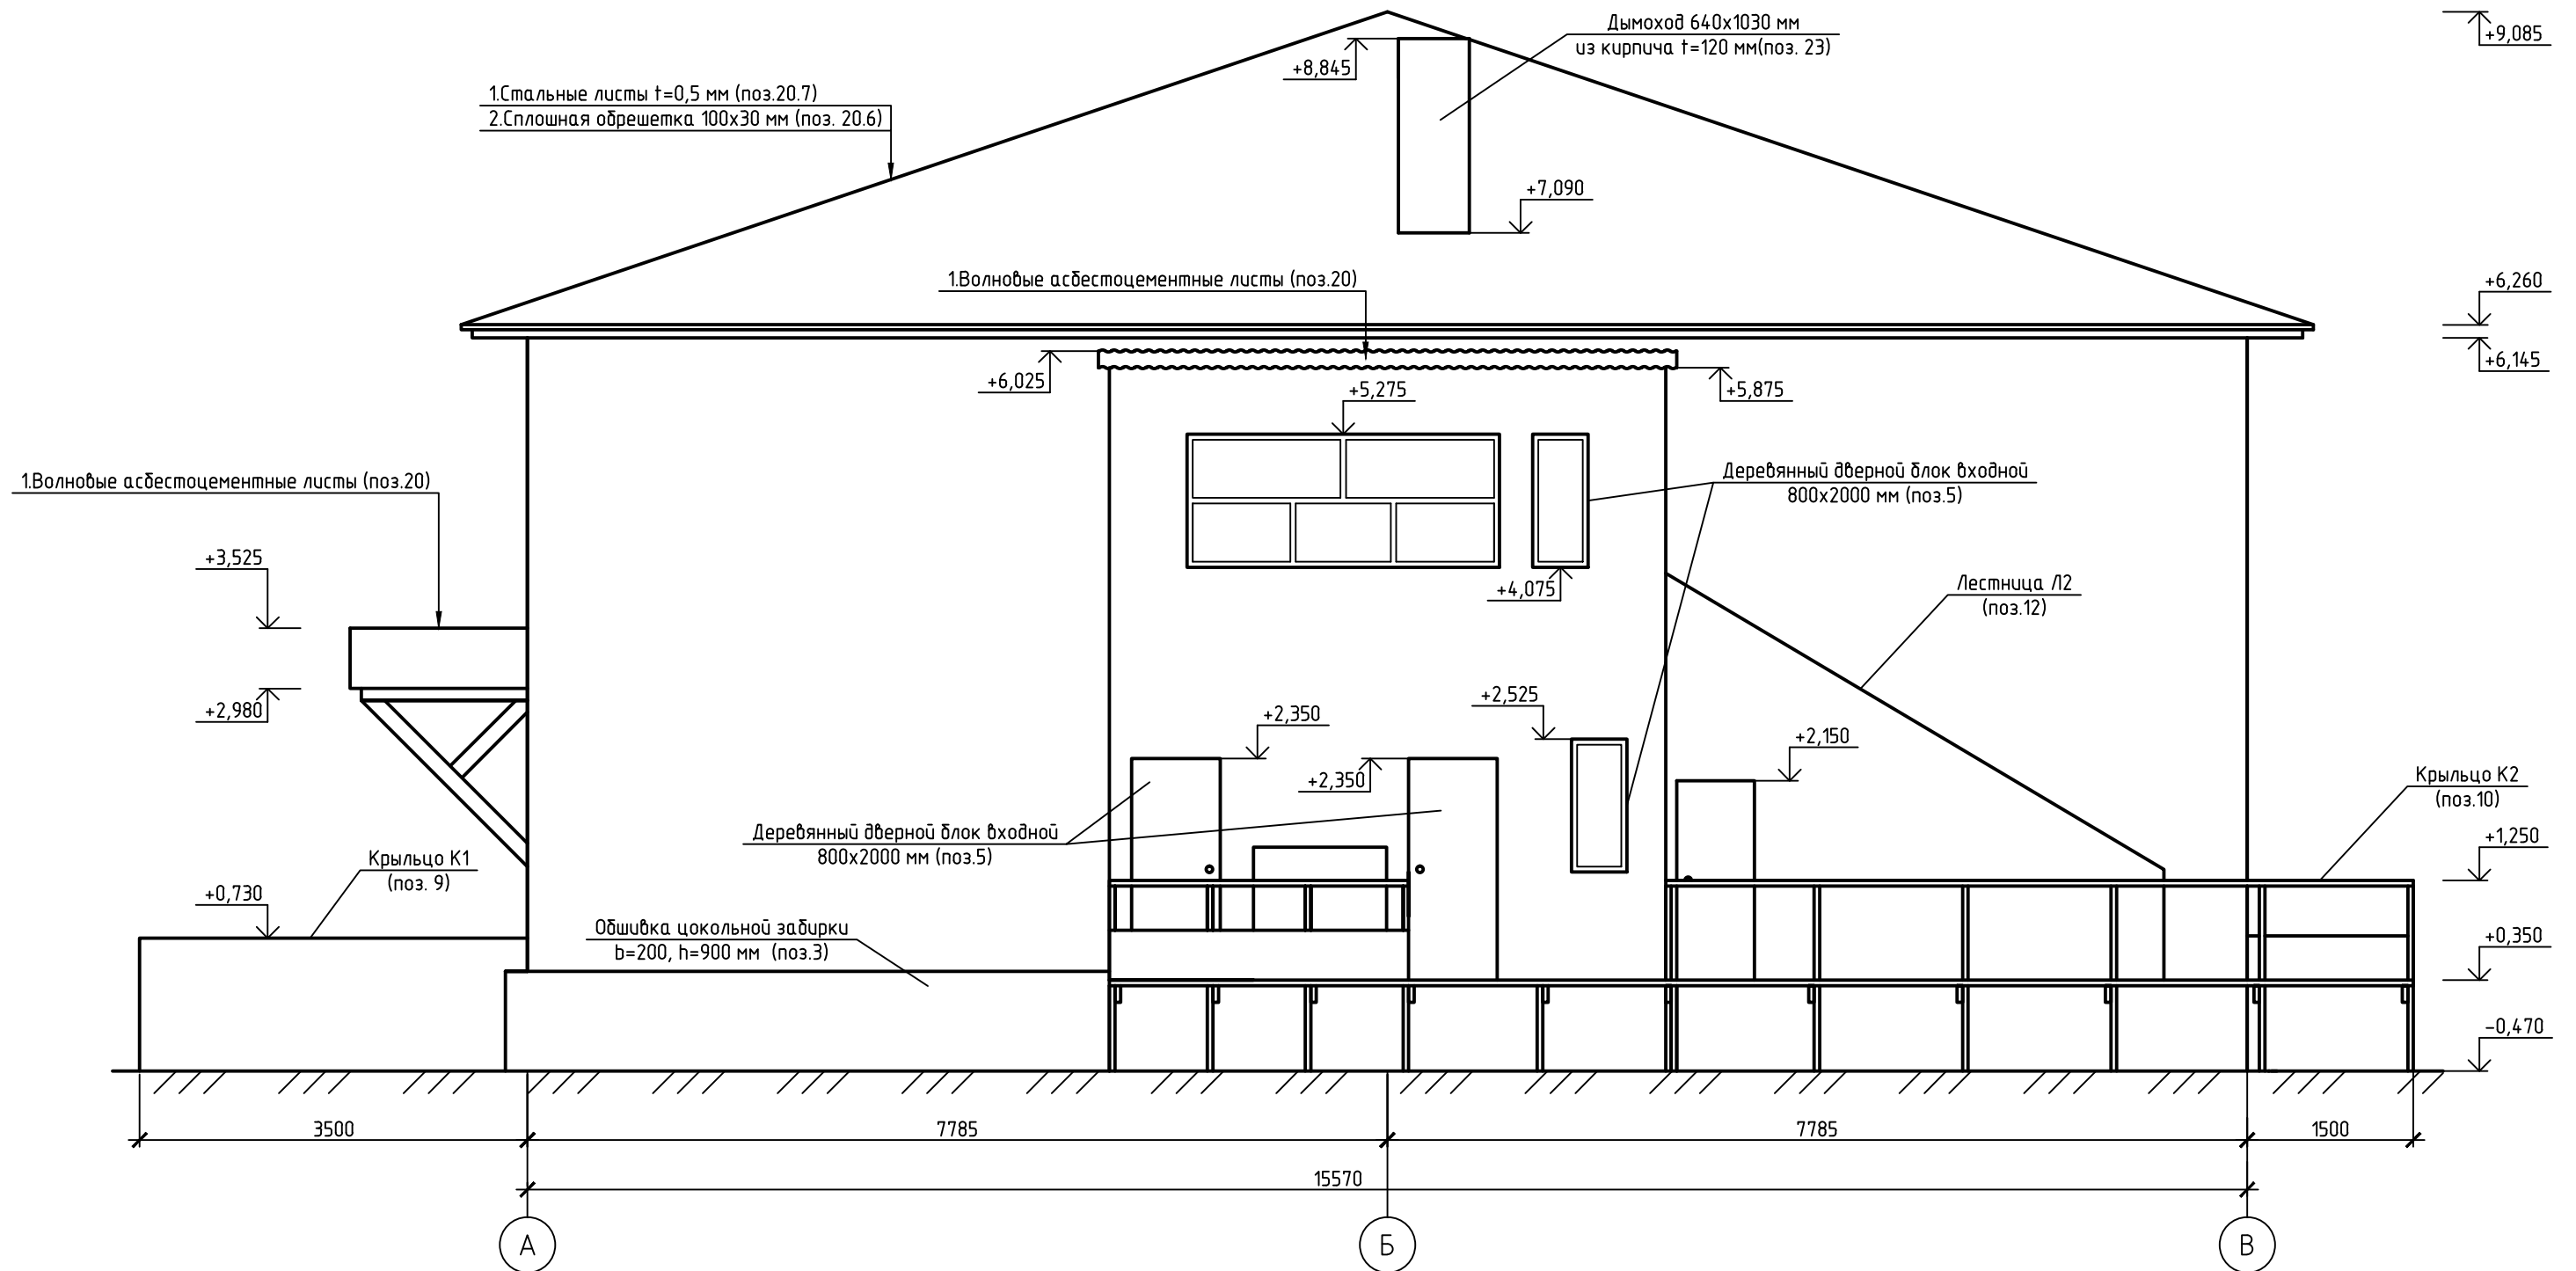 Дымоход 640х1030 мм
из кирпича t=120 мм(поз. 23)
+9,085
+8,845
1.Стальные листы t=0,5 мм (поз.20.7)
2.Сплошная обрешетка 100х30 мм (поз. 20.6)
+7,090
1.Волновые асбестоцементные листы (поз.20)
+6,260
+6,145
+6,025
+5,875
+5,275
1.Волновые асбестоцементные листы (поз.20)
Деревянный дверной блок входной
800х2000 мм (поз.5)
+3,525
+4,075
Лестница Л2
(поз.12)
+2,980
+2,525
+2,350
+2,350
+2,150
Крыльцо К2
(поз.10)
Деревянный дверной блок входной
800х2000 мм (поз.5)
+1,250
Крыльцо К1
(поз. 9)
+0,730
Обшивка цокольной забирки
b=200, h=900 мм (поз.3)
+0,350
-0,470
3500
7785
7785
1500
15570
А
Б
В